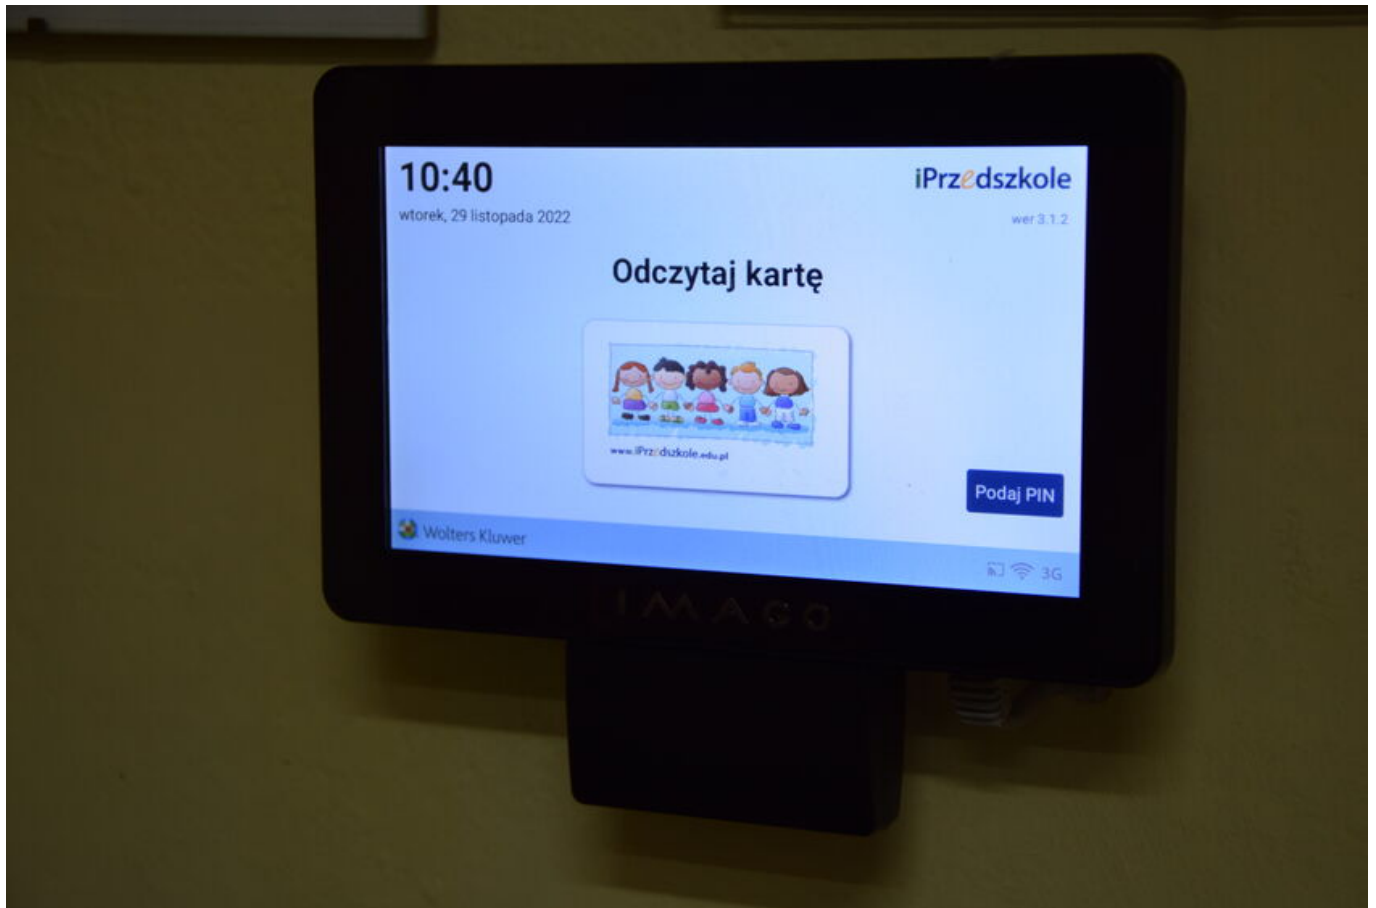 10:40
iPrzedszkole
wtorek, 29 listopada 2022
wer 3.1.2
Odczytaj kartę
www.iPrzedszkole.edu.pl
Podaj PIN
Wolters Kluwer
3G
IMAGO